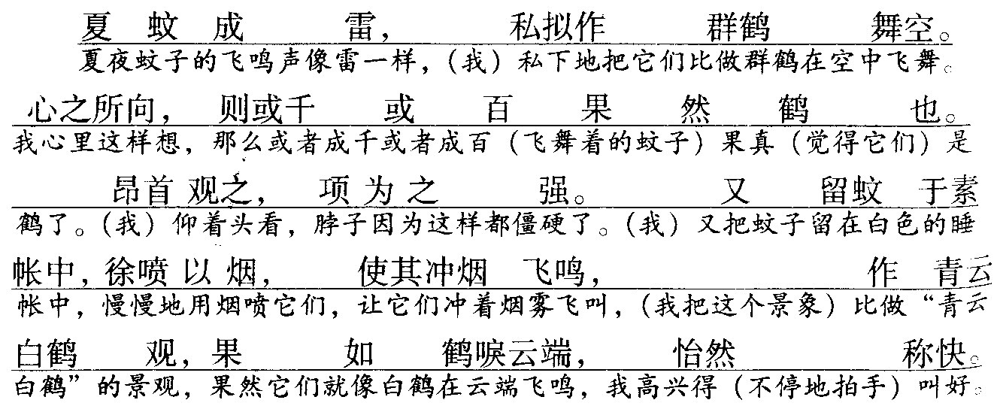 夏蚊成雷，私拟作群鹤舞空。
夏夜蚊子的飞鸣声像雷一样，（我）私下地把它们比做群鹤在空中飞舞。
心之所向，则或千或百果然鹤也。
我心里这样想，那么或者成千或者成百（飞舞着的蚊子）果真（觉得它们）是
昂首观之，项为之强。又留蚊于素
鹤了。（我）仰着头看，脖子因为这样都僵硬了。（我）又把蚊子留在白色的睡
帐中，徐喷以烟，使其冲烟飞鸣，作青云
帐中，慢慢地用烟喷它们，让它们冲着烟雾飞叫，（我把这个景象）比做“青云
白鹤观，果如鹤唳云端，怡然称快。
白鹤”的景观，果然它们就像白鹤在云端飞鸣，我高兴得（不停地拍手）叫好。